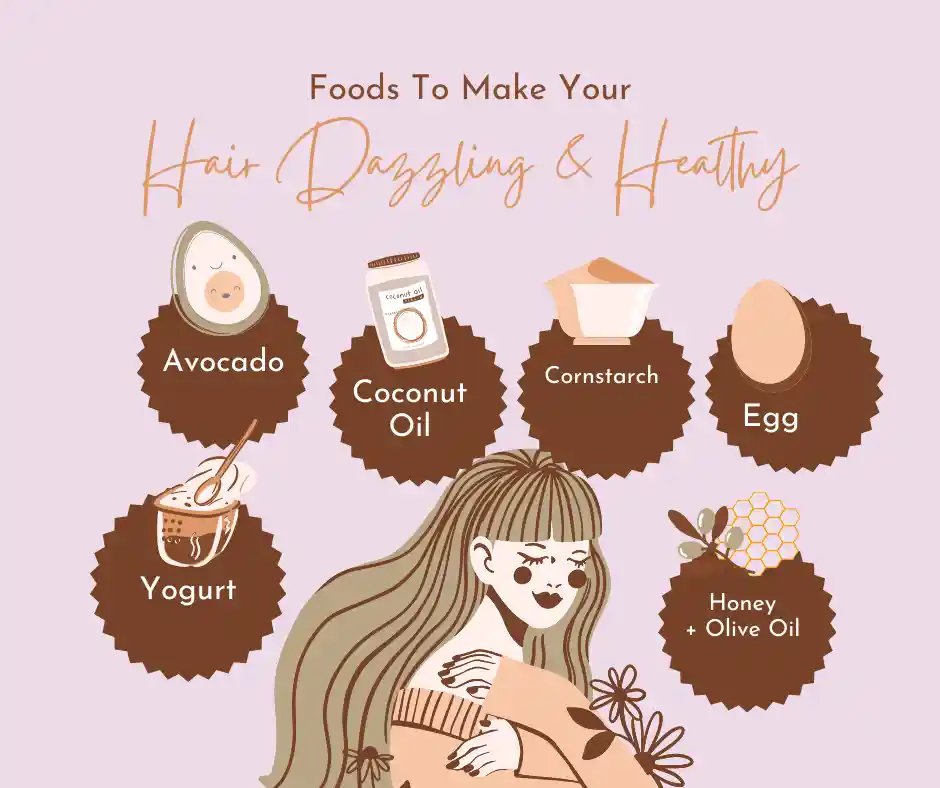 Foods To Make Your
Hair Dazzling & Healthy
Avocado
coconut oil
Coconut
Oil
Cornstarch
Egg
Yogurt
Honey
+ Olive Oil